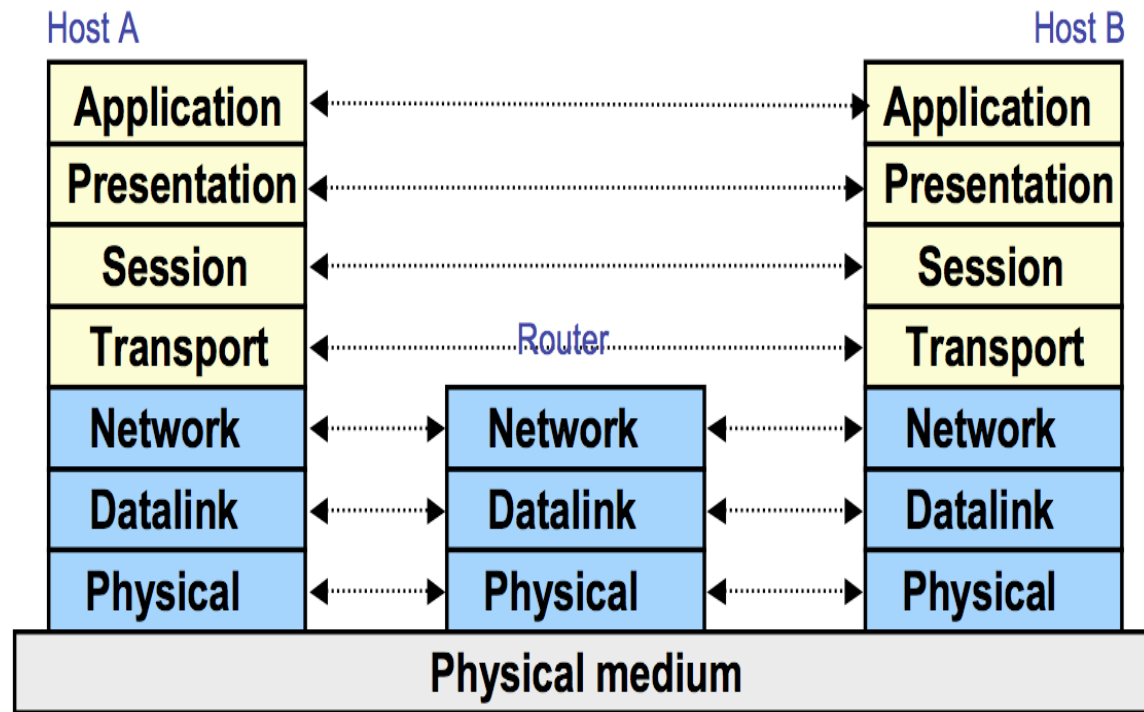 Host A
Host B
Application
Application
Presentation
Presentation
Session
Session
Transport
Router
Transport
Network
Network
Network
Datalink
Datalink
Datalink
Physical
Physical
Physical
Physical medium